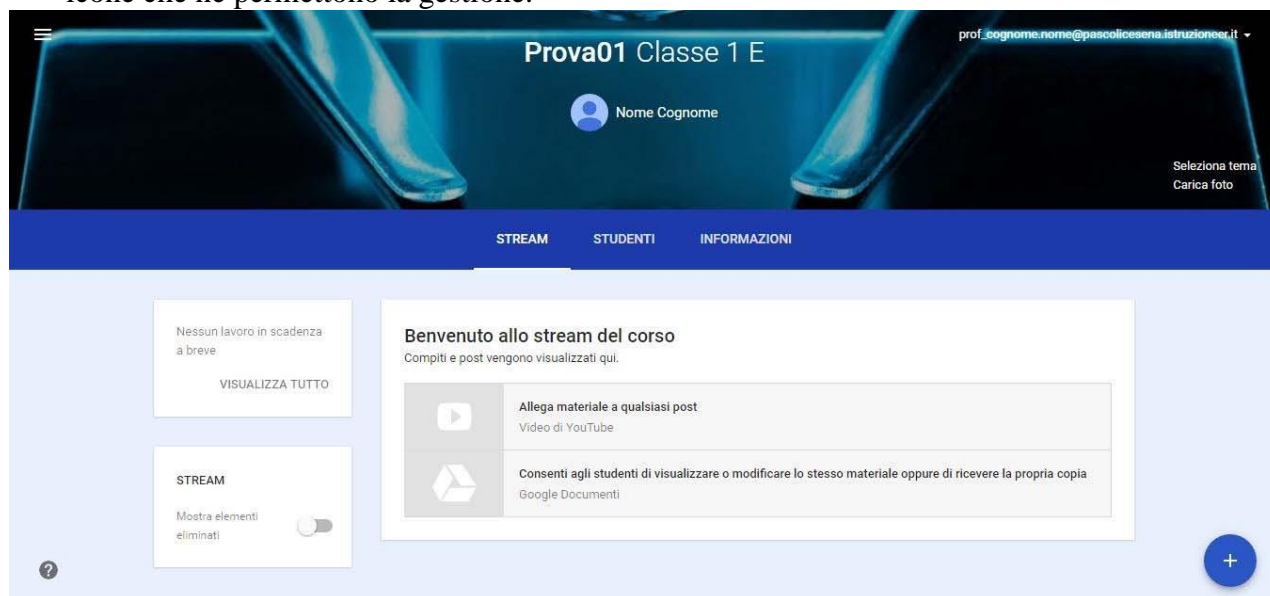 icone che ne permettono la gestione.
prof_cognome.nome@pascolicesena.istruzioneer.it
Prova01 Classe 1 E
Nome Cognome
Seleziona tema
Carica foto
STREAM STUDENTI INFORMAZIONI
Nessun lavoro in scadenza
a breve
VISUALIZZA TUTTO
Benvenuto allo stream del corso
Compiti e post vengono visualizzati qui.
Allega materiale a qualsiasi post
Video di YouTube
Consenti agli studenti di visualizzare o modificare lo stesso materiale oppure di ricevere la propria copia
Google Documenti
STREAM
Mostra elementi
eliminati